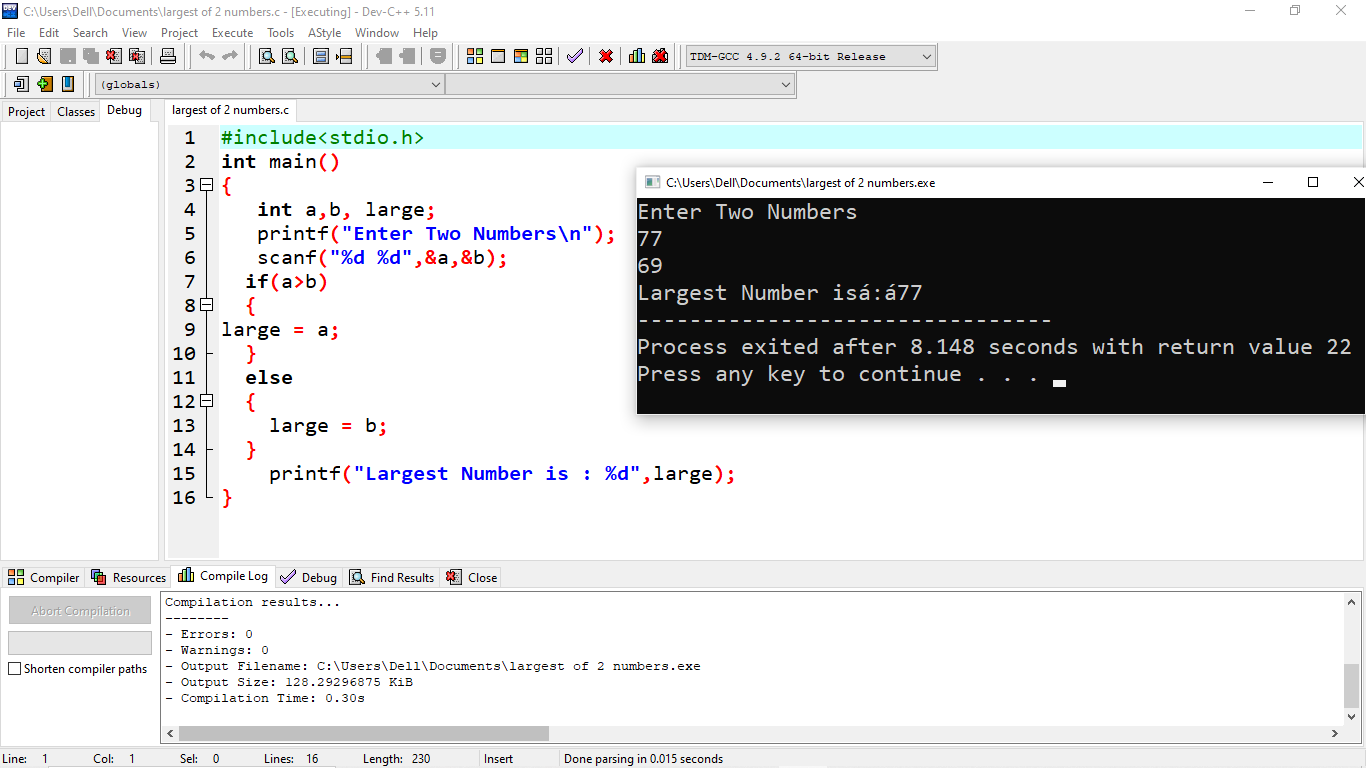 C:\Users\Dell\Documents\largest of 2 numbers.c - [Executing] - Dev-C++ 5.11
File Edit Search View Project Execute Tools AStyle Window Help
TDM-GCC 4.9.2 64-bit Release
(globals)
Project Classes Debug
largest of 2 numbers.c
1 #include<stdio.h>
2 int main()
3 {
4 int a,b, large;
5 printf("Enter Two Numbers\n");
6 scanf("%d %d",&a,&b);
7 if(a>b)
8 {
9 large = a;
10 }
11 else
12 {
13 large = b;
14 }
15 printf("Largest Number is : %d",large);
16 }
C:\Users\Dell\Documents\largest of 2 numbers.exe
Enter Two Numbers
77
69
Largest Number isá:á77
--------------------------------
Process exited after 8.148 seconds with return value 22
Press any key to continue . . .
Compiler Resources Compile Log Debug Find Results Close
Abort Compilation
Shorten compiler paths
Compilation results...
--------
- Errors: 0
- Warnings: 0
- Output Filename: C:\Users\Dell\Documents\largest of 2 numbers.exe
- Output Size: 128.29296875 KiB
- Compilation Time: 0.30s
Line: 1 Col: 1 Sel: 0 Lines: 16 Length: 230 Insert Done parsing in 0.015 seconds